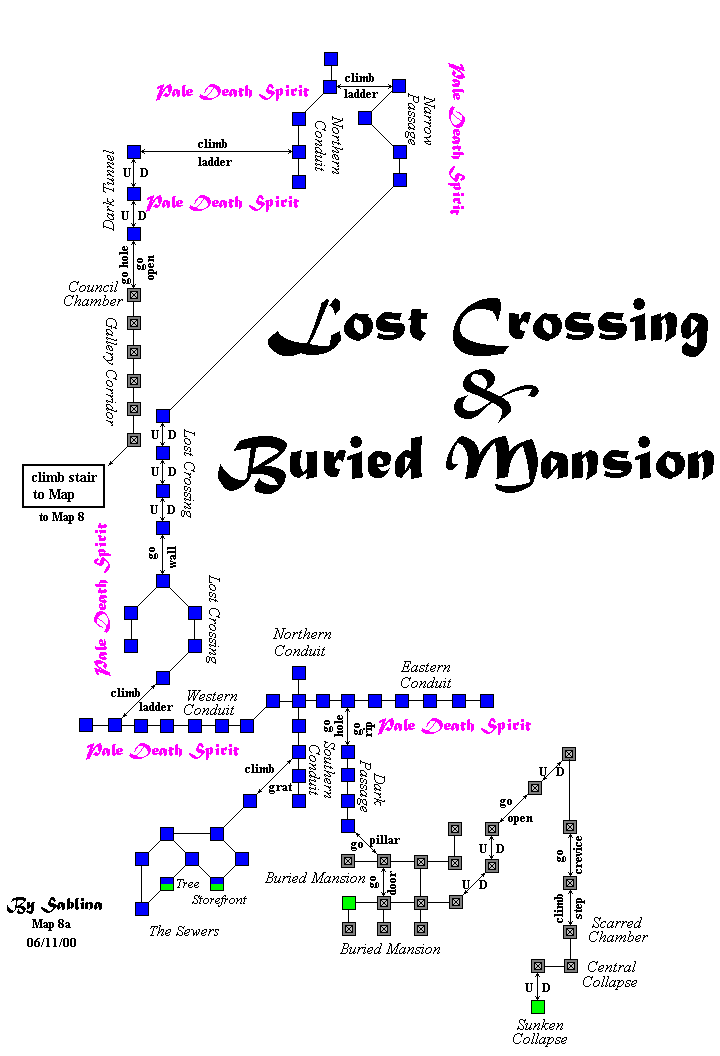 climb
ladder
Pale Death Spirit
Pale Death Spirit
Narrow
Passage
Northern
Conduit
climb
ladder
Dark Tunnel
U D
Pale Death Spirit
U D
go hole
go
open
Council
Chamber
Gallery Corridor
Lost Crossing
&
Buried Mansion
climb stair
to Map
to Map 8
U D
U D
U D
Lost Crossing
go
wall
Pale Death Spirit
Lost Crossing
climb
ladder
Northern
Conduit
Western
Conduit
Eastern
Conduit
Pale Death Spirit
go
hole
go
rip
Pale Death Spirit
Southern
Conduit
climb
grat
Dark
Passage
go
pillar
Buried Mansion
go
door
Buried Mansion
U D
U D
go
open
U D
go
crevice
climb
step
Scarred
Chamber
Central
Collapse
U D
Sunken
Collapse
Tree
Storefront
The Sewers
By Sablina
Map 8a
06/11/00